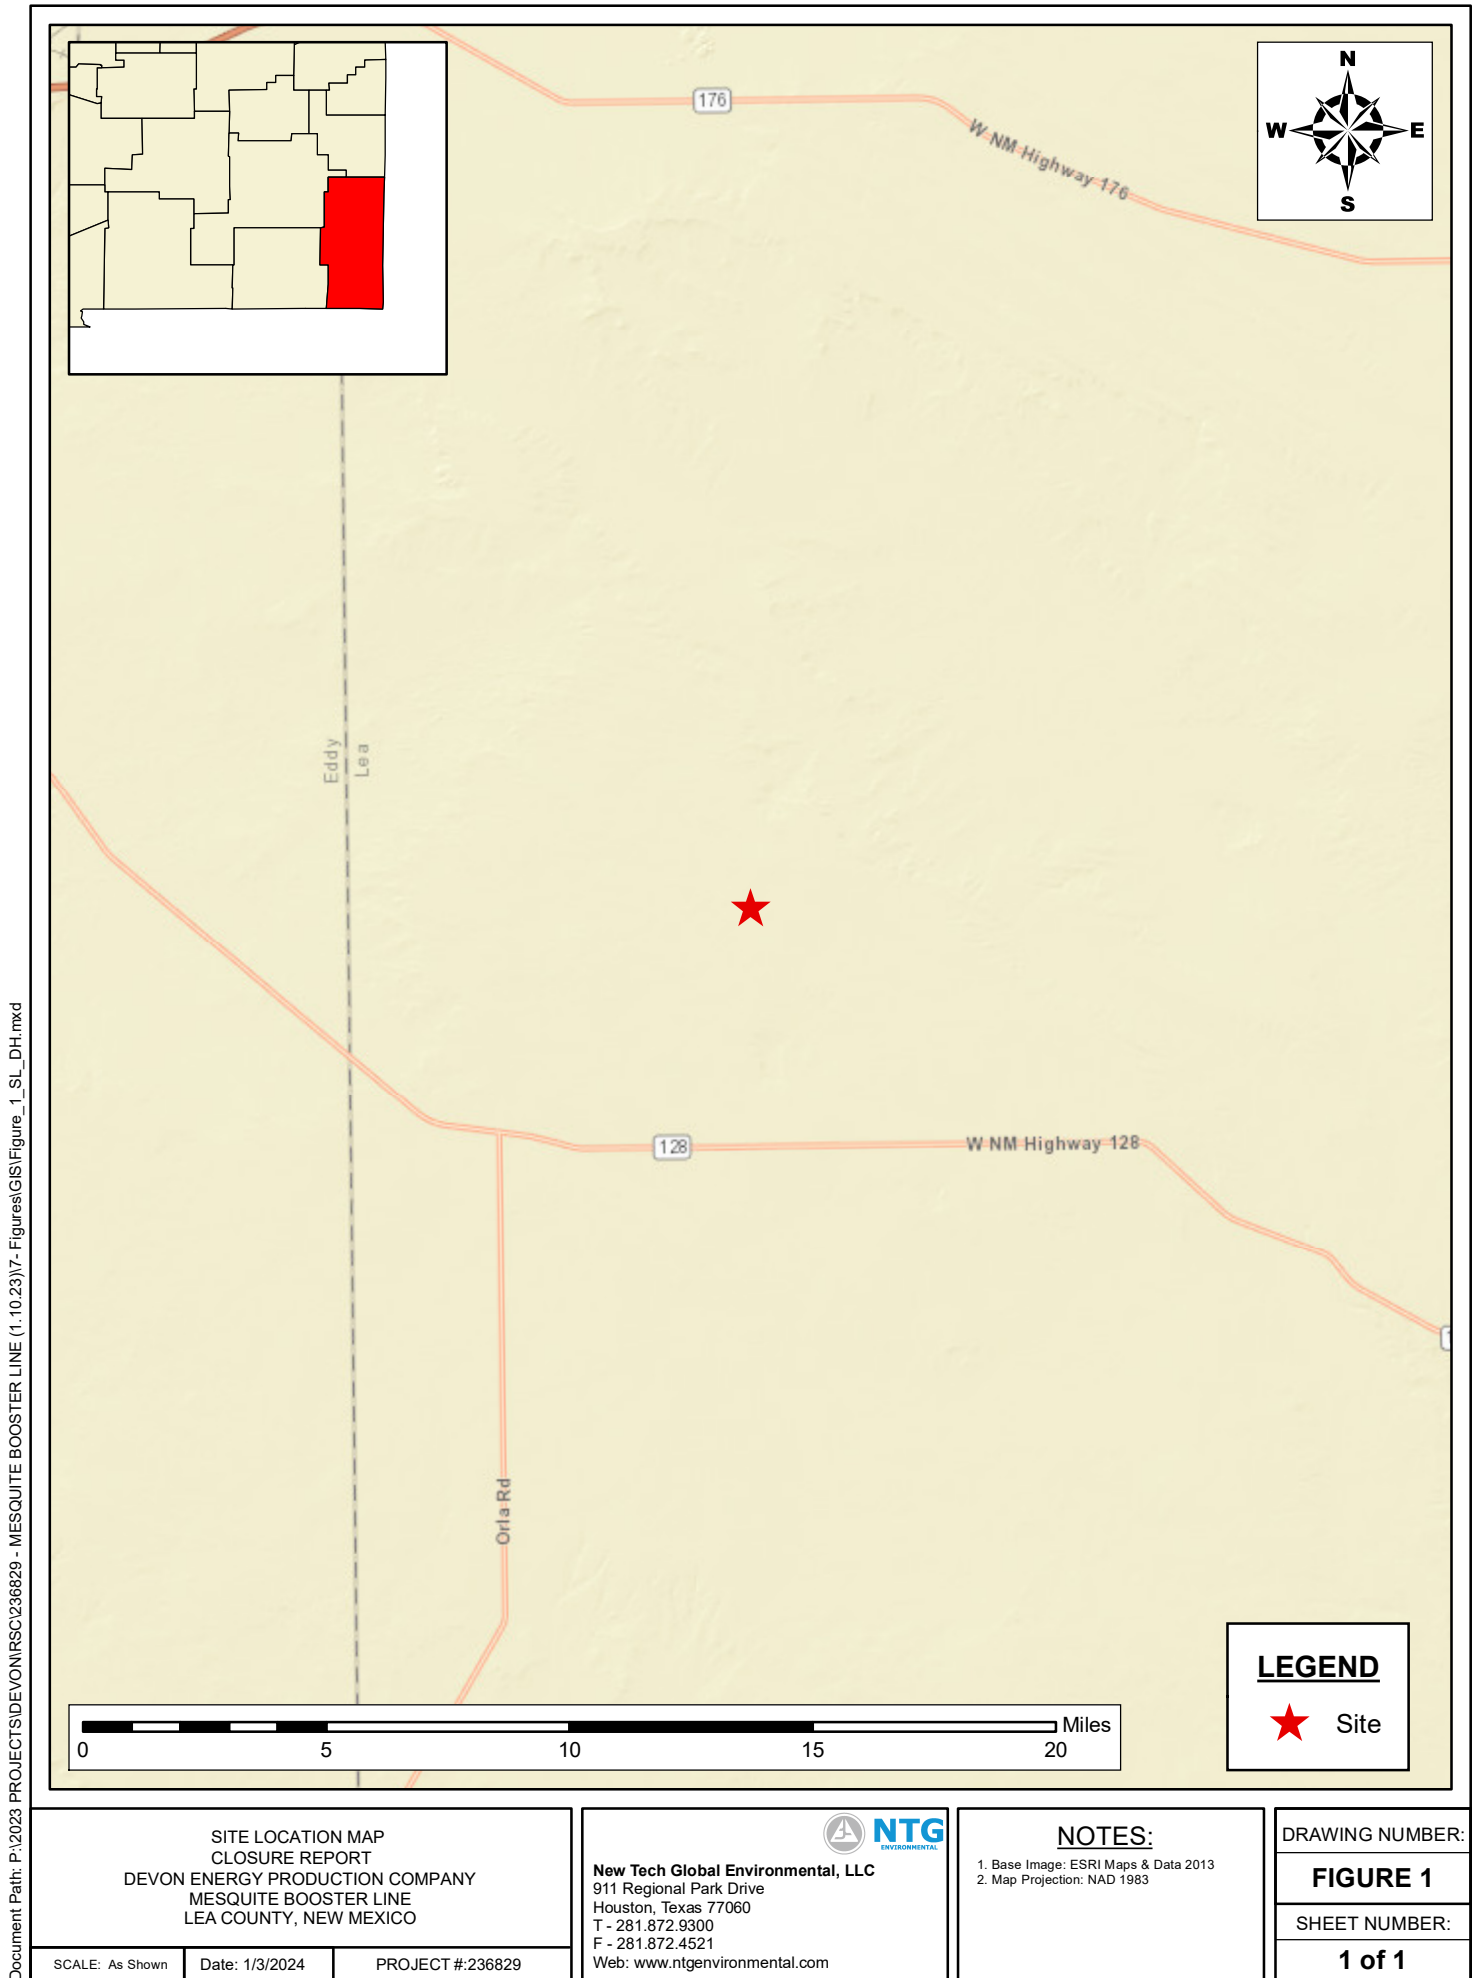 N
W E
S
176
W NM Highway 176
Eddy
Lea
128
W NM Highway 128
Orla Rd
LEGEND
Site
Miles
0 5 10 15 20
Document Path: P:\2023 PROJECTS\DEVON\RSC\236829 - MESQUITE BOOSTER LINE (1.10.23)\7- Figures\GIS\Figure_1_SL_DH.mxd
SITE LOCATION MAP
CLOSURE REPORT
DEVON ENERGY PRODUCTION COMPANY
MESQUITE BOOSTER LINE
LEA COUNTY, NEW MEXICO
SCALE: As Shown
Date: 1/3/2024
PROJECT #:236829
NTG
ENVIRONMENTAL
New Tech Global Environmental, LLC
911 Regional Park Drive
Houston, Texas 77060
T - 281.872.9300
F - 281.872.4521
Web: www.ntgenvironmental.com
NOTES:
1. Base Image: ESRI Maps & Data 2013
2. Map Projection: NAD 1983
DRAWING NUMBER:
FIGURE 1
SHEET NUMBER:
1 of 1